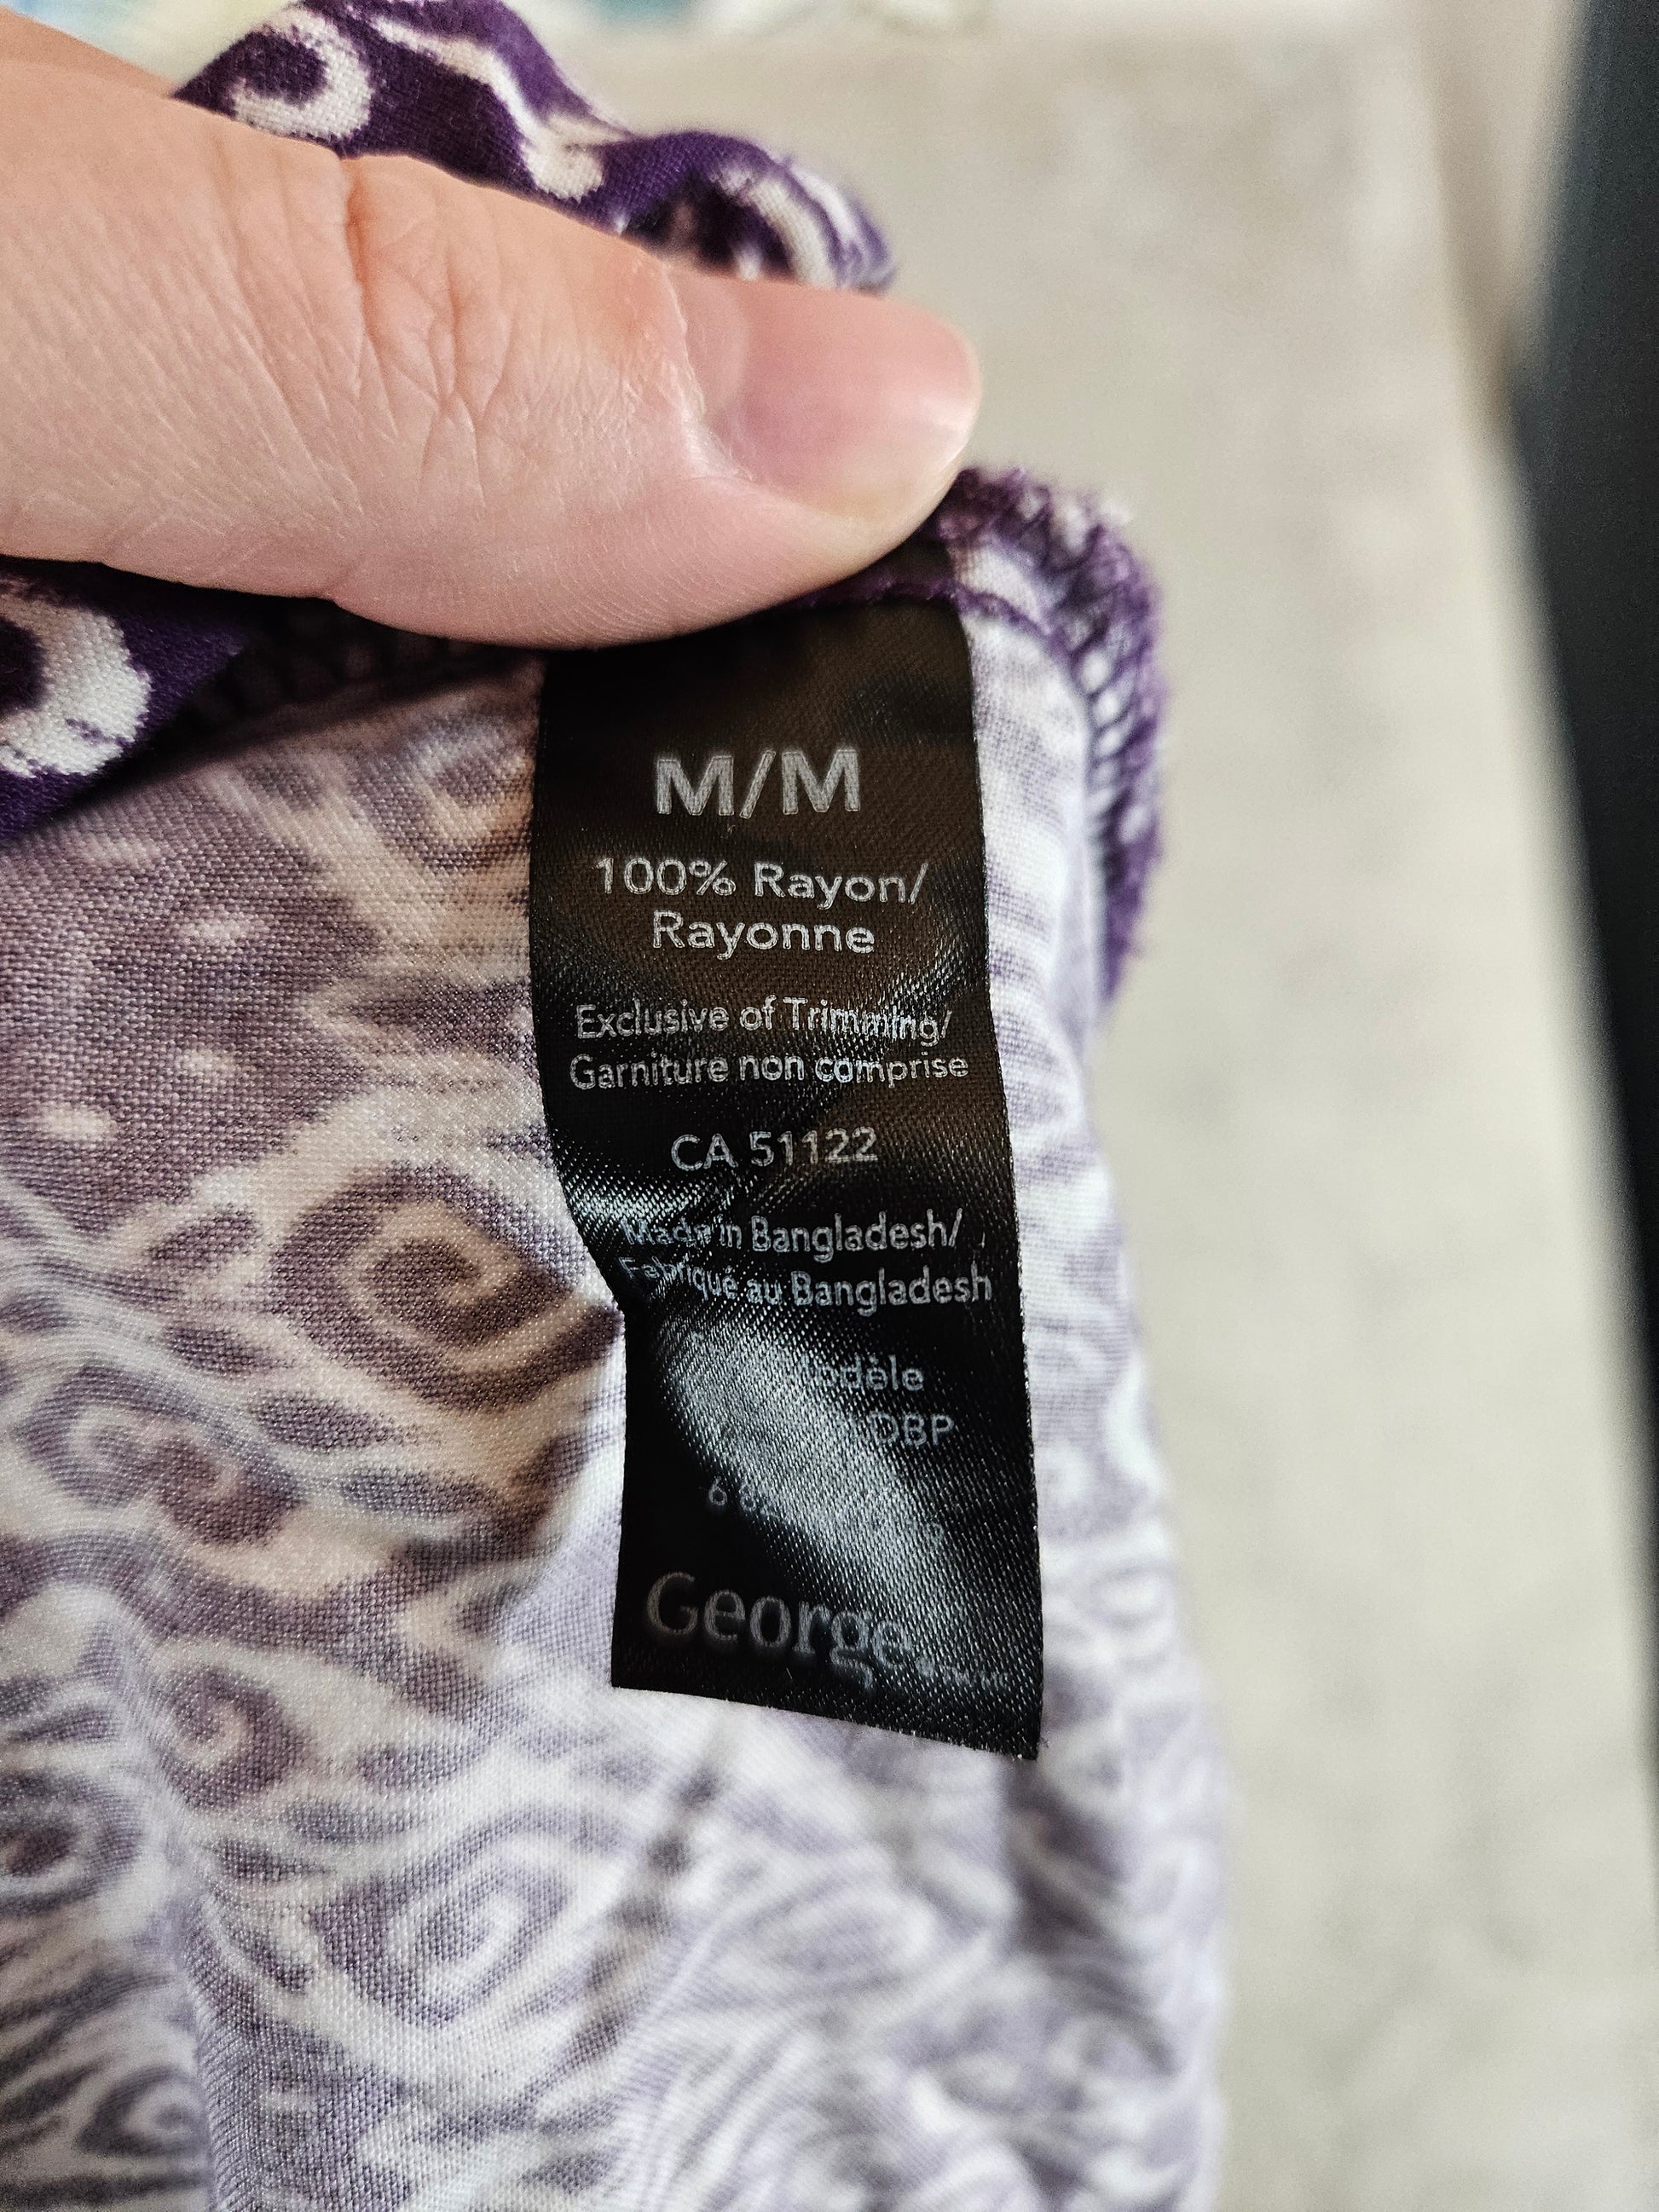 M/M
100% Rayon/
Rayonne
Exclusive of Trimming/
Garniture non comprise
CA 51122
Made in Bangladesh/
Fabriqué au Bangladesh
George